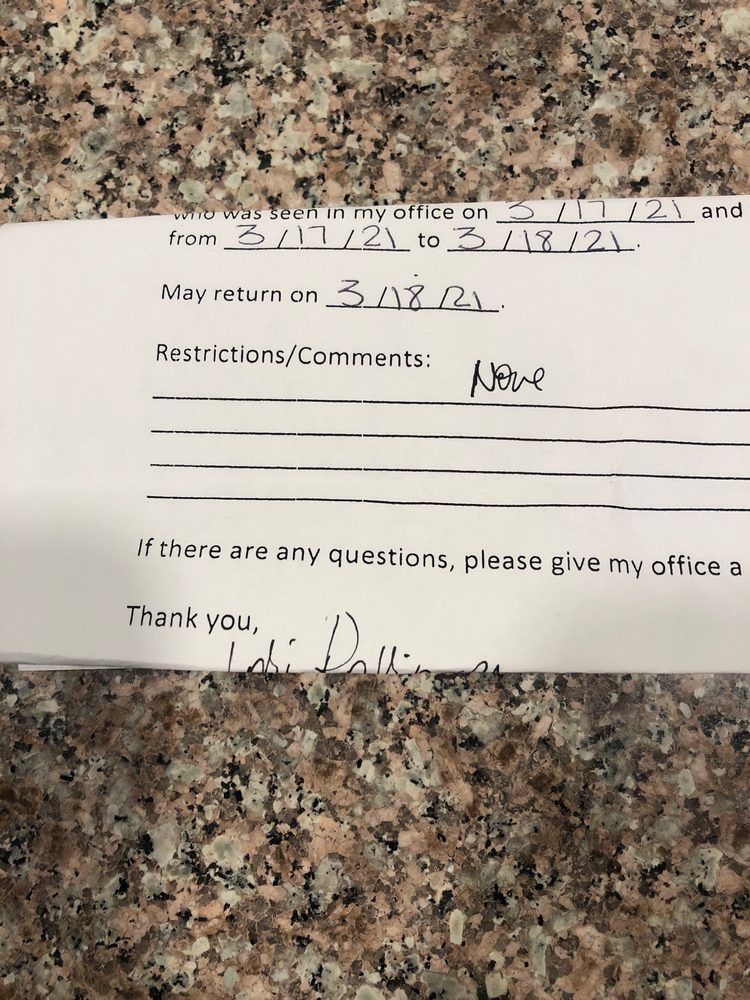 who was seen in my office on 3/17/21 and
from 3/17/21 to 3/18/21.
May return on 3/18/21.
Restrictions/Comments: None
If there are any questions, please give my office a
Thank you,